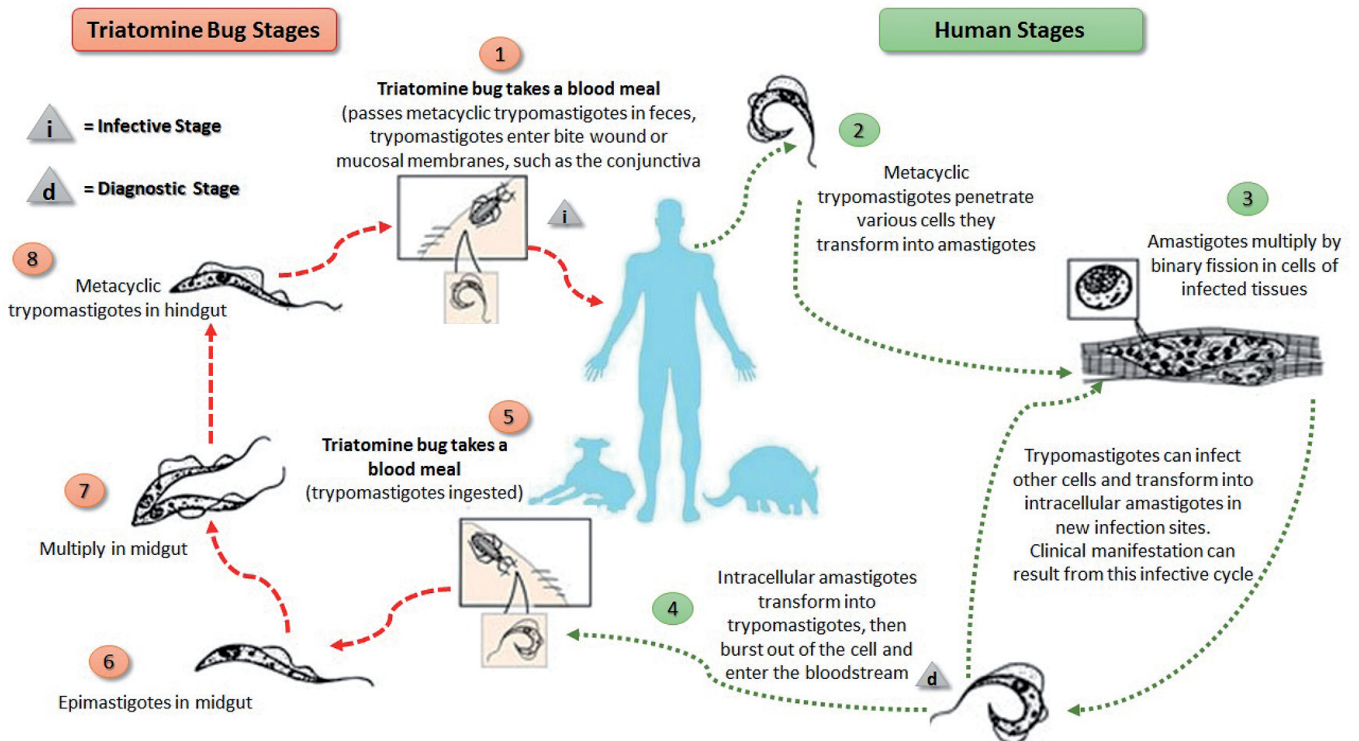 Triatomine Bug Stages
Human Stages
i
= Infective Stage
d
= Diagnostic Stage
1
Triatomine bug takes a blood meal
(passes metacyclic trypomastigotes in feces,
trypomastigotes enter bite wound or
mucosal membranes, such as the conjunctiva
i
2
Metacyclic
trypomastigotes penetrate
various cells they
transform into amastigotes
3
Amastigotes multiply by
binary fission in cells of
infected tissues
Trypomastigotes can infect
other cells and transform into
intracellular amastigotes in
new infection sites.
Clinical manifestation can
result from this infective cycle
4
Intracellular amastigotes
transform into
trypomastigotes, then
burst out of the cell and
enter the bloodstream
d
5
Triatomine bug takes a
blood meal
(trypomastigotes ingested)
6
Epimastigotes in midgut
7
Multiply in midgut
8
Metacyclic
trypomastigotes in hindgut